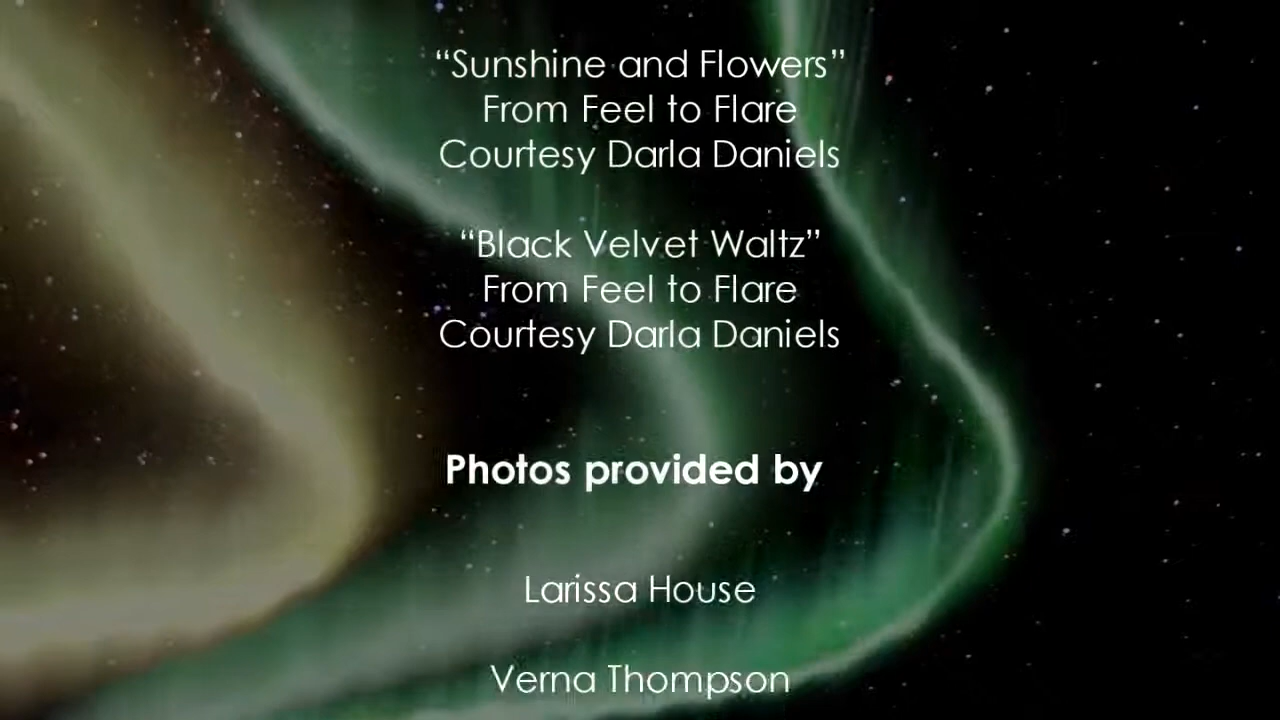 “Sunshine and Flowers”
From Feel to Flare
Courtesy Darla Daniels
“Black Velvet Waltz”
From Feel to Flare
Courtesy Darla Daniels
Photos provided by
Larissa House
Verna Thompson